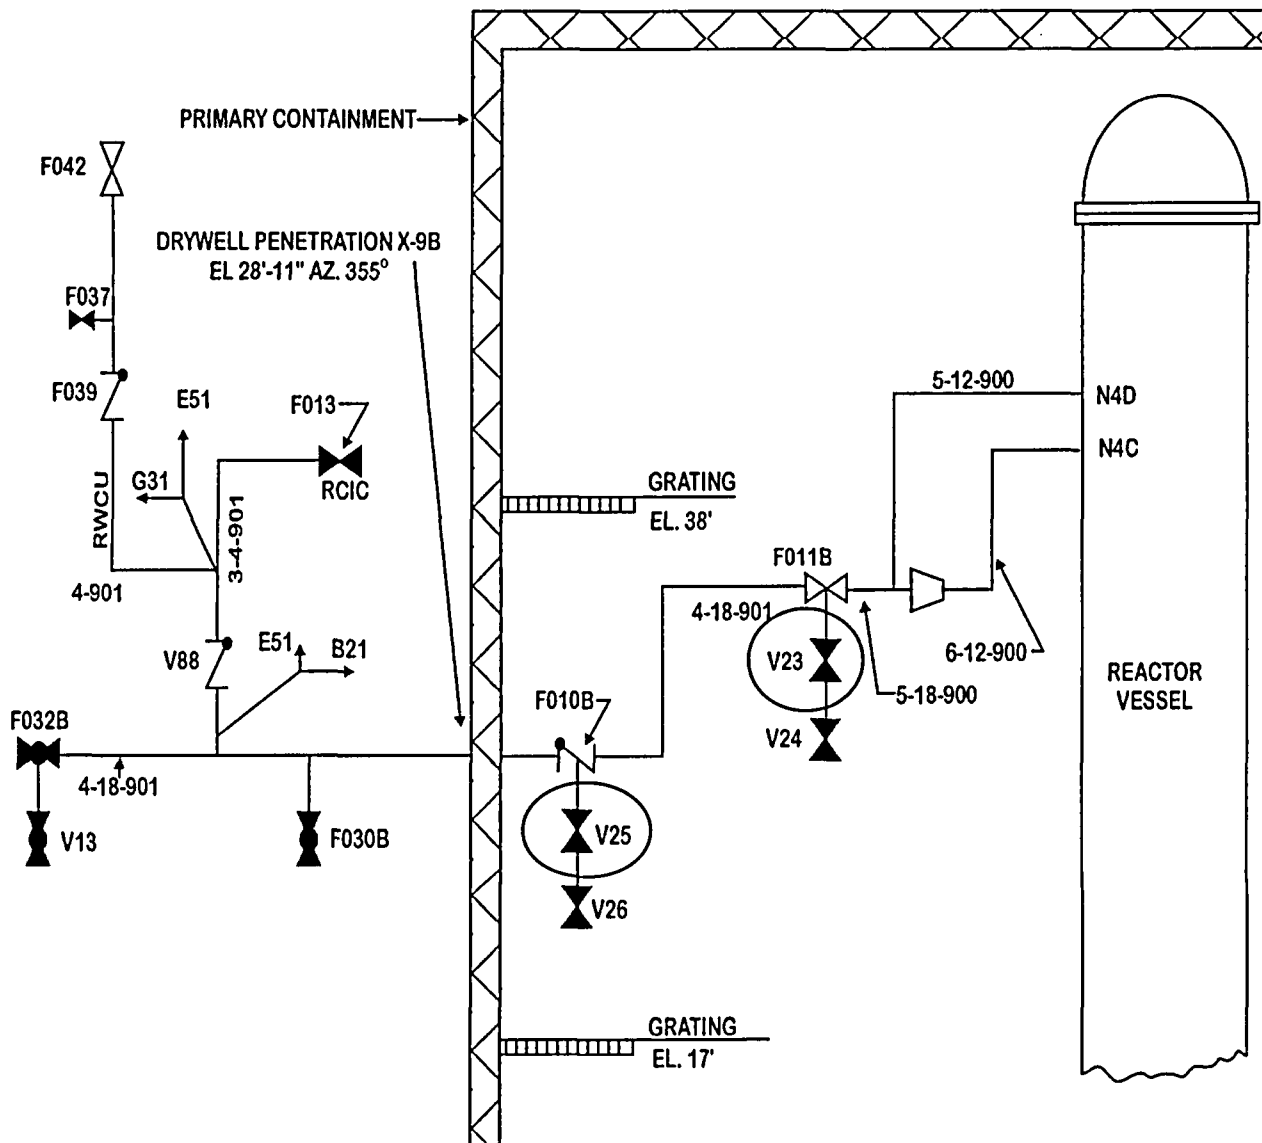 PRIMARY CONTAINMENT
F042
DRYWELL PENETRATION X-9B
EL 28'-11" AZ. 355°
F037
F039
E51
F013
5-12-900
N4D
N4C
G31
RCIC
GRATING
EL. 38'
RWCU
3-4-901
F011B
4-901
4-18-901
E51
B21
V88
V23
6-12-900
REACTOR
VESSEL
5-18-900
F010B
F032B
V24
4-18-901
V13
F030B
V25
V26
GRATING
EL. 17'